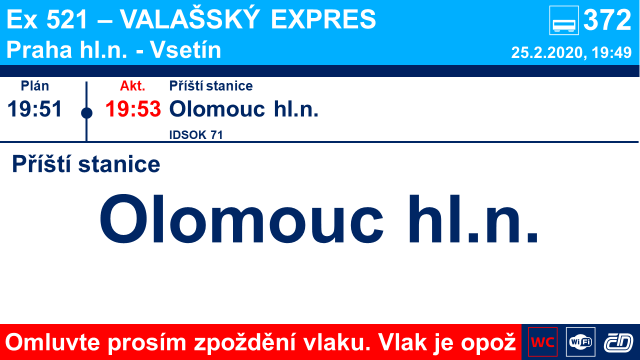 Ex 521 – VALAŠSKÝ EXPRES
372
Praha hl.n. - Vsetín
25.2.2020, 19:49
Plán
Akt.
Příští stanice
19:51
19:53
Olomouc hl.n.
IDSOK 71
Příští stanice
Olomouc hl.n.
Omluvte prosím zpoždění vlaku. Vlak je opož
WC
WiFi
ČD